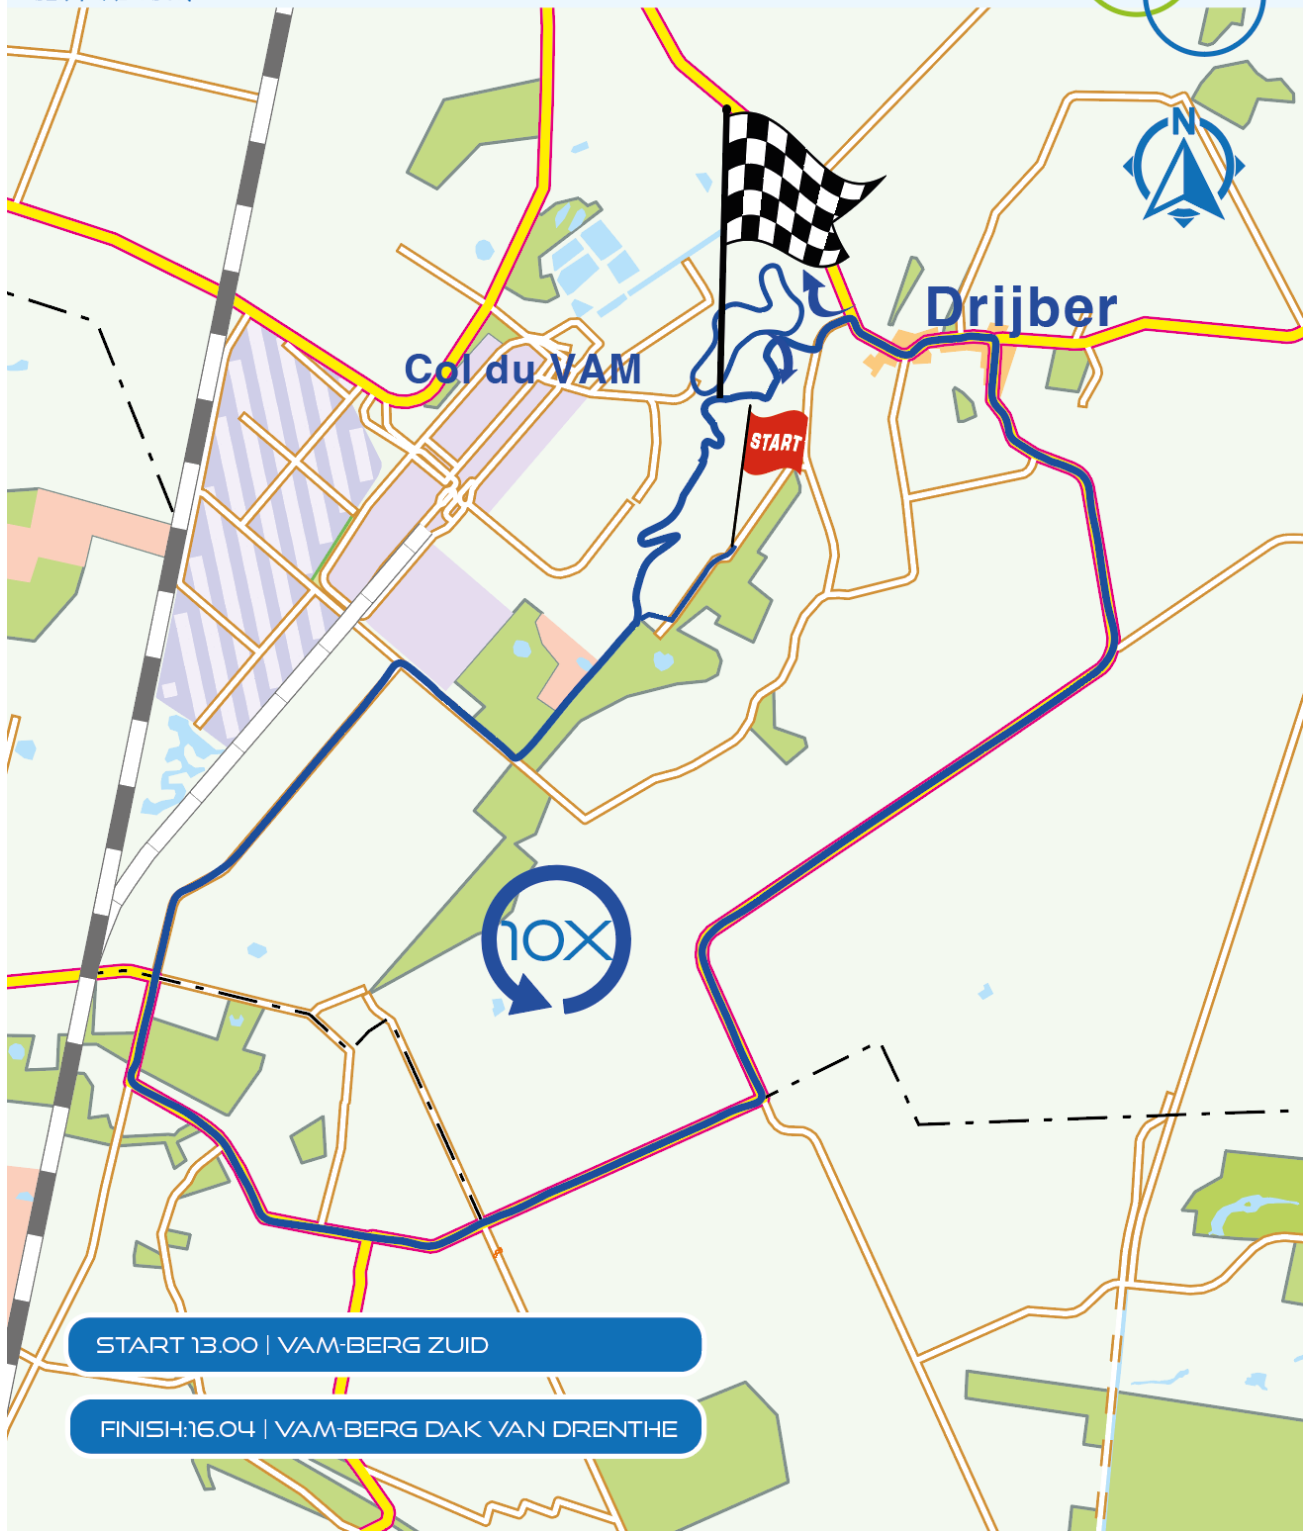 N
Drijber
Col du VAM
START
10X
START 13.00 | VAM-BERG ZUID
FINISH:16.04 | VAM-BERG DAK VAN DRENTHE